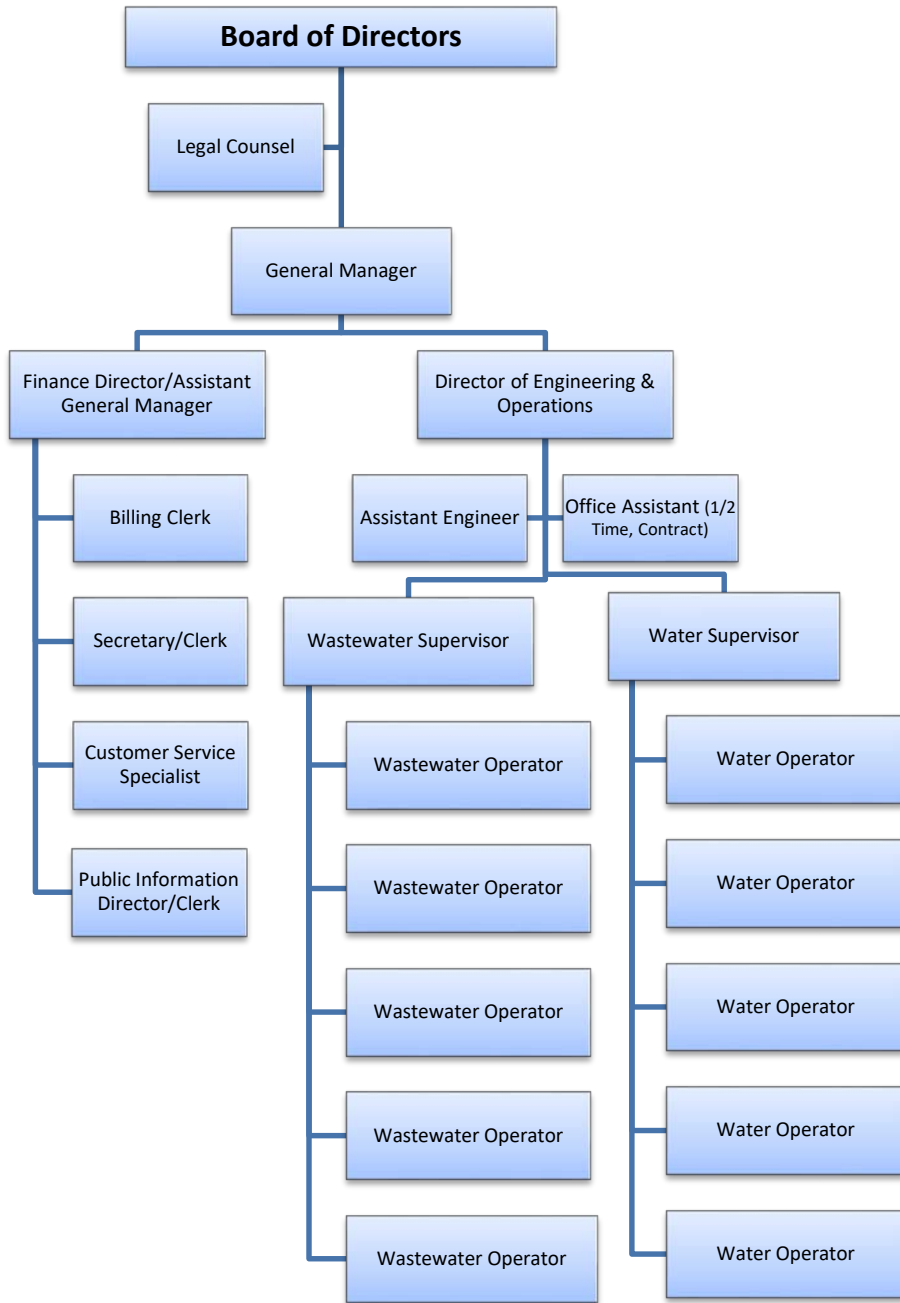 Board of Directors
Legal Counsel
General Manager
Finance Director/Assistant
General Manager
Director of Engineering &
Operations
Billing Clerk
Assistant Engineer
Office Assistant (1/2
Time, Contract)
Secretary/Clerk
Wastewater Supervisor
Water Supervisor
Customer Service
Specialist
Public Information
Director/Clerk
Wastewater Operator
Wastewater Operator
Wastewater Operator
Wastewater Operator
Wastewater Operator
Water Operator
Water Operator
Water Operator
Water Operator
Water Operator